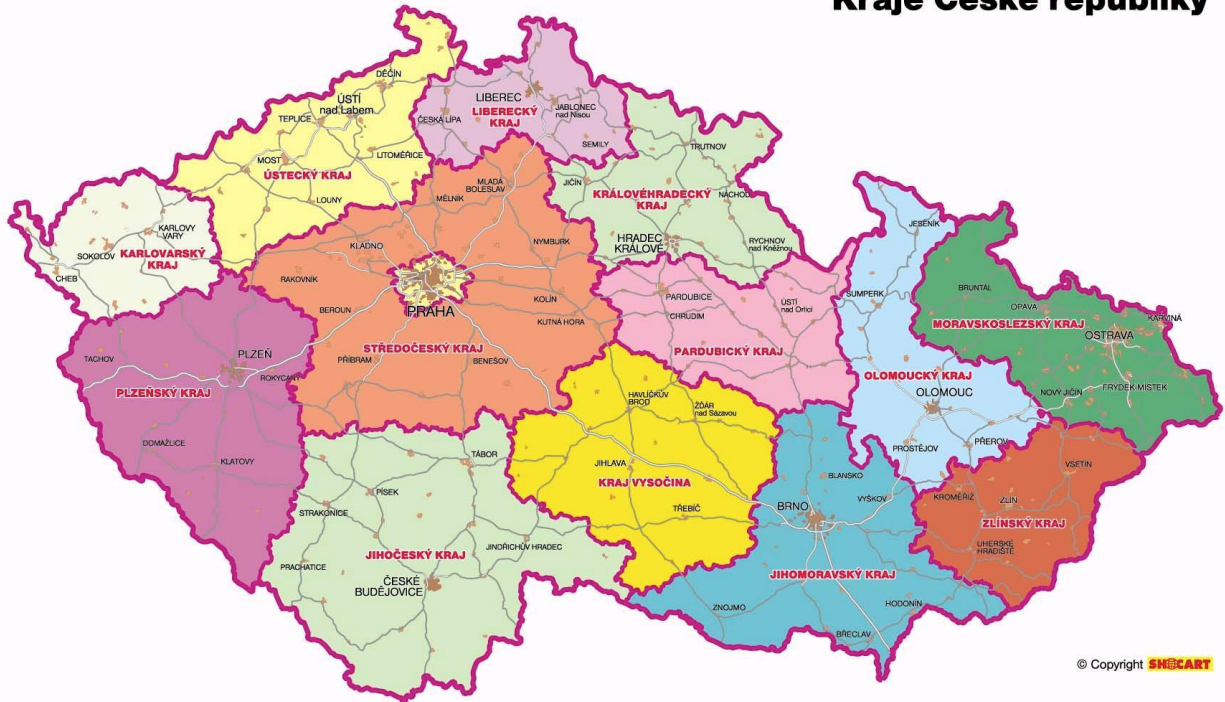 Kraje České republiky
DĚČÍN
ÚSTÍ
nad Labem
TEPLICE
LITOMĚŘICE
MOST
ÚSTECKÝ KRAJ
LOUNY
LIBEREC
LIBERECKÝ
KRAJ
ČESKÁ LÍPA
JABLONEC
nad Nisou
SEMILY
TRUTNOV
JIČÍN
KRÁLOVÉHRADECKÝ
KRAJ
NÁCHOD
HRADEC
KRÁLOVÉ
RYCHNOV
nad Kněžnou
KARLOVY
VARY
SOKOLOV
KARLOVARSKÝ
KRAJ
CHEB
MLADÁ
BOLESLAV
MĚLNÍK
NYMBURK
KLADNO
RAKOVNÍK
BEROUN
PRAHA
KOLÍN
KUTNÁ HORA
STŘEDOČESKÝ KRAJ
PŘÍBRAM
BENEŠOV
PARDUBICE
CHRUDIM
ÚSTÍ
nad Orlicí
PARDUBICKÝ KRAJ
JESENÍK
ŠUMPERK
OLOMOUCKÝ KRAJ
OLOMOUC
PROSTĚJOV
PŘEROV
BRUNTÁL
OPAVA
KARVINÁ
MORAVSKOSLEZSKÝ KRAJ
OSTRAVA
NOVÝ JIČÍN
FRÝDEK-MÍSTEK
TACHOV
PLZEŇ
ROKYCANY
PLZEŇSKÝ KRAJ
DOMAŽLICE
KLATOVY
HAVLÍČKŮV
BROD
ŽĎÁR
nad Sázavou
JIHLAVA
KRAJ VYSOČINA
TŘEBÍČ
TÁBOR
PÍSEK
STRAKONICE
JIHOČESKÝ KRAJ
JINDŘICHŮV HRADEC
PRACHATICE
ČESKÉ
BUDĚJOVICE
BLANSKO
VYŠKOV
BRNO
JIHOMORAVSKÝ KRAJ
ZNOJMO
HODONÍN
BŘECLAV
VSETÍN
KROMĚŘÍŽ
ZLÍN
ZLÍNSKÝ KRAJ
UHERSKÉ
HRADIŠTĚ
© Copyright SHOCART